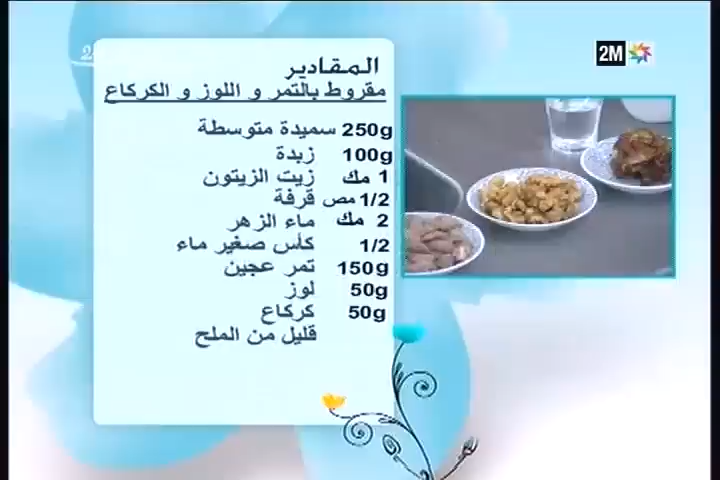 2M
المقادير
مقروط بالتمر و اللوز و الكركاع
250g سميدة متوسطة
100g زبدة
1 مك زيت الزيتون
1/2 مص قرفة
2 مك ماء الزهر
1/2 كأس صغير ماء
150g تمر عجين
50g لوز
50g كركاع
قليل من الملح